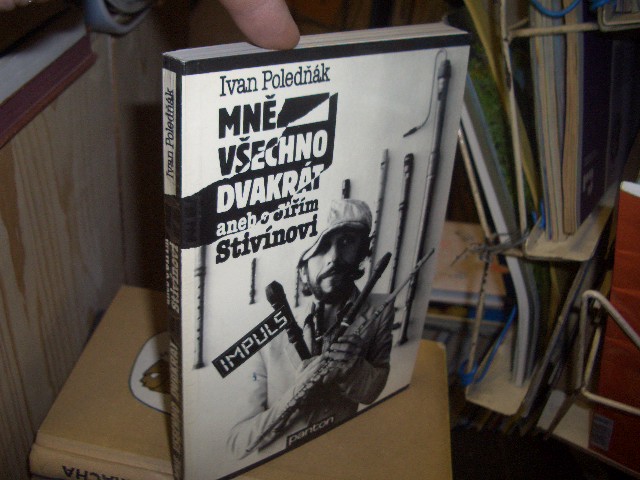 Ivan Poledňák
MNĚ
VŠECHNO
DVAKRÁT
aneb o Jiřím
Stivínovi
IMPULS
panton
Ivan Poledňák